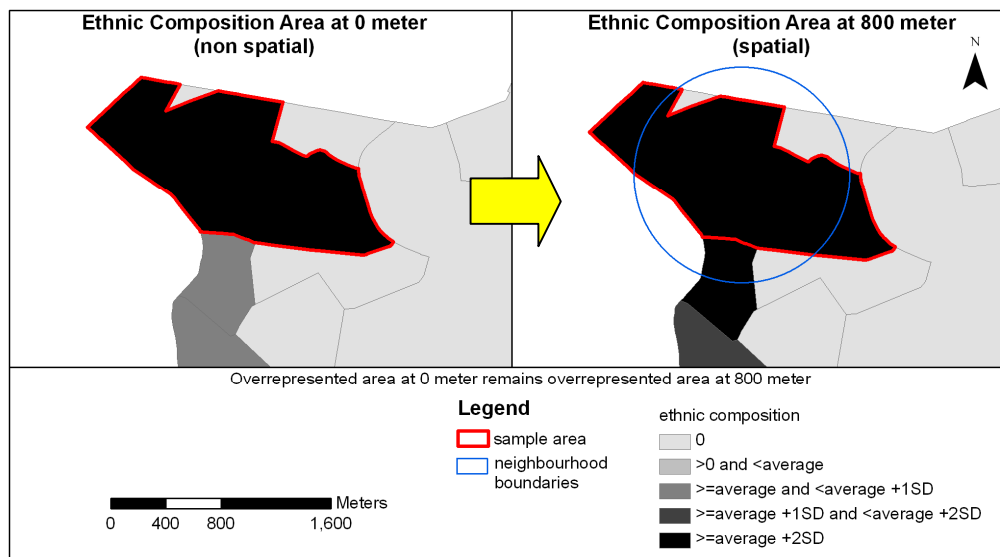 Ethnic Composition Area at 0 meter
(non spatial)
Ethnic Composition Area at 800 meter
(spatial)
N
Overrepresented area at 0 meter remains overrepresented area at 800 meter
Legend
sample area
neighbourhood
boundaries
ethnic composition
0
>0 and <average
>=average and <average +1SD
>=average +1SD and <average +2SD
>=average +2SD
Meters
0 400 800 1,600